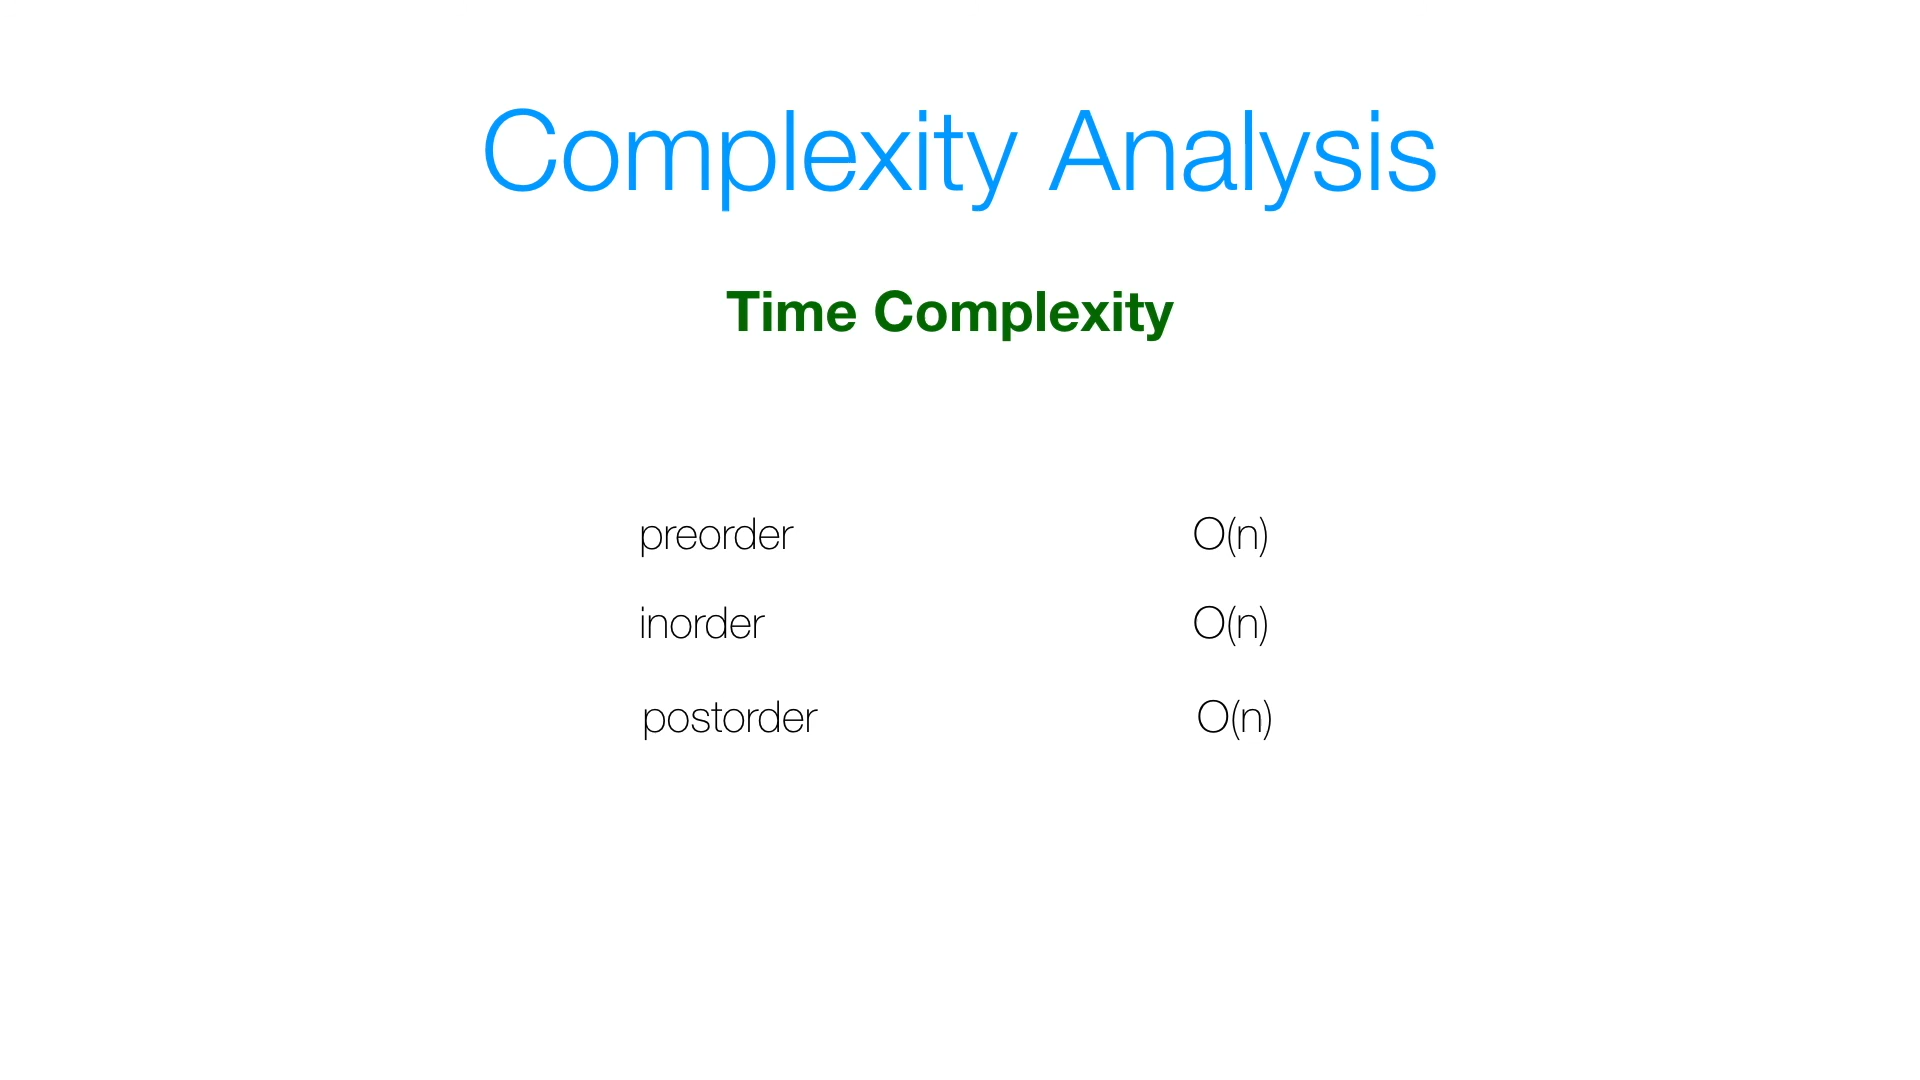 Complexity Analysis
Time Complexity
preorder O(n)
inorder O(n)
postorder O(n)